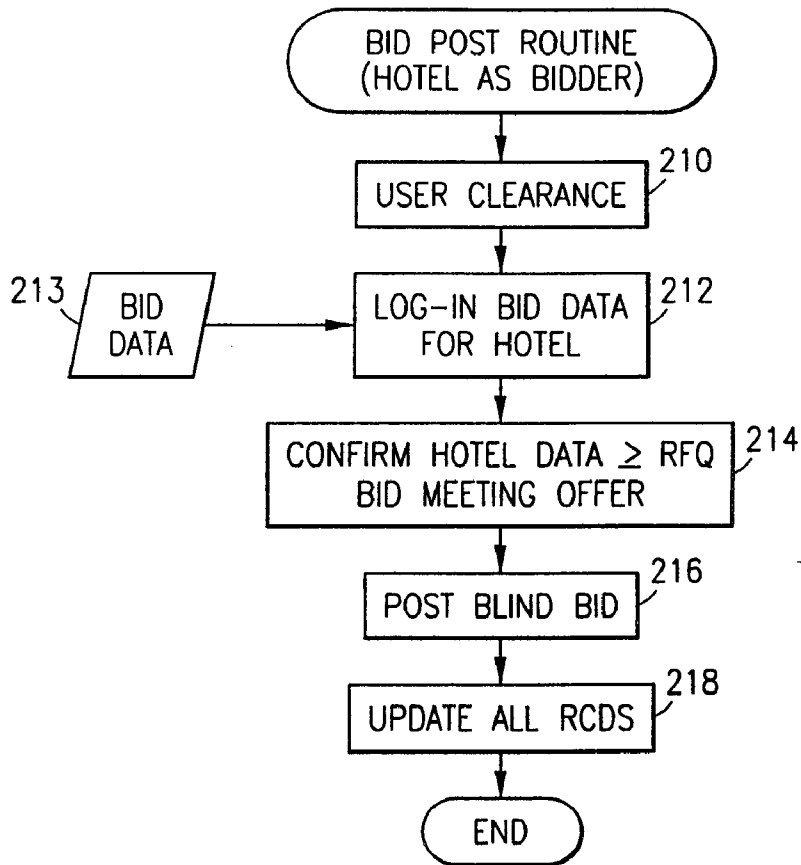 BID POST ROUTINE
(HOTEL AS BIDDER)
210
USER CLEARANCE
213
BID
DATA
212
LOG-IN BID DATA
FOR HOTEL
214
CONFIRM HOTEL DATA ≥ RFQ
BID MEETING OFFER
216
POST BLIND BID
218
UPDATE ALL RCDS
END